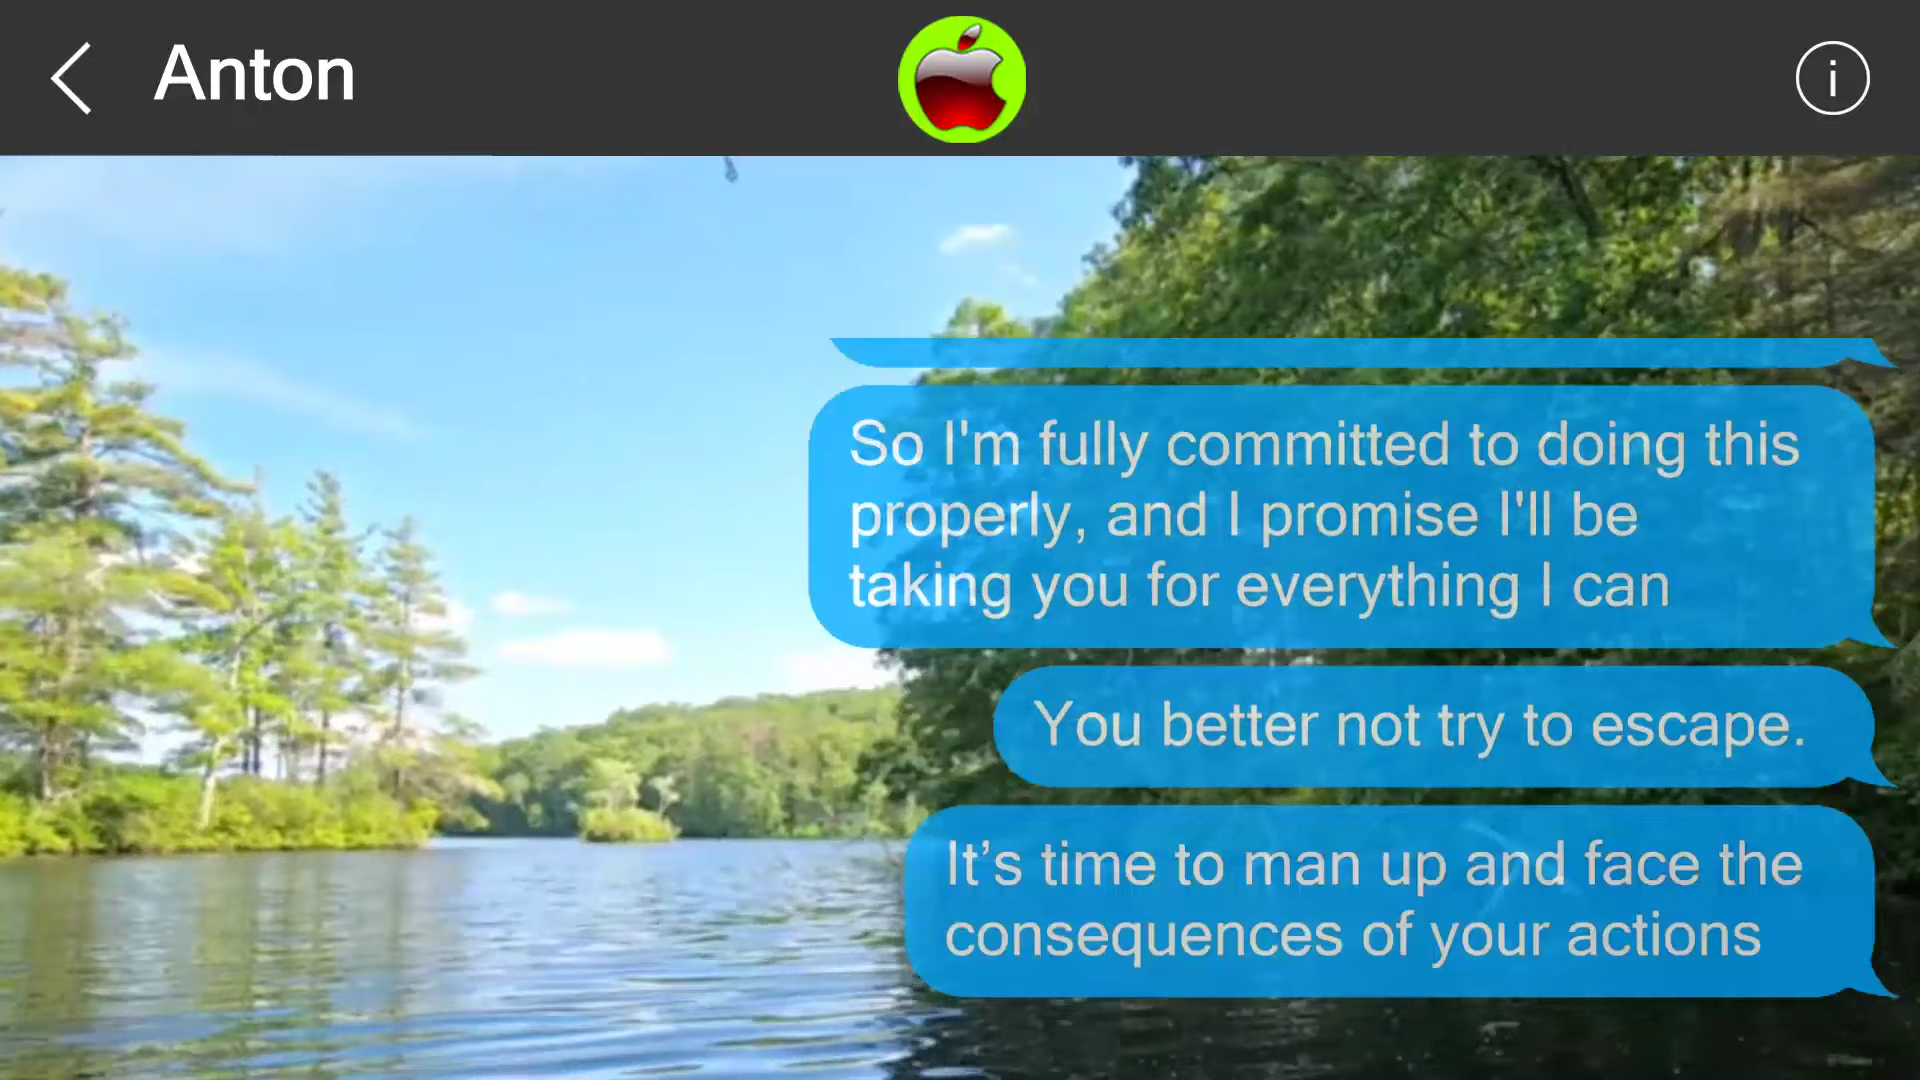 Anton
So I'm fully committed to doing this
properly, and I promise I'll be
taking you for everything I can
You better not try to escape.
It’s time to man up and face the
consequences of your actions